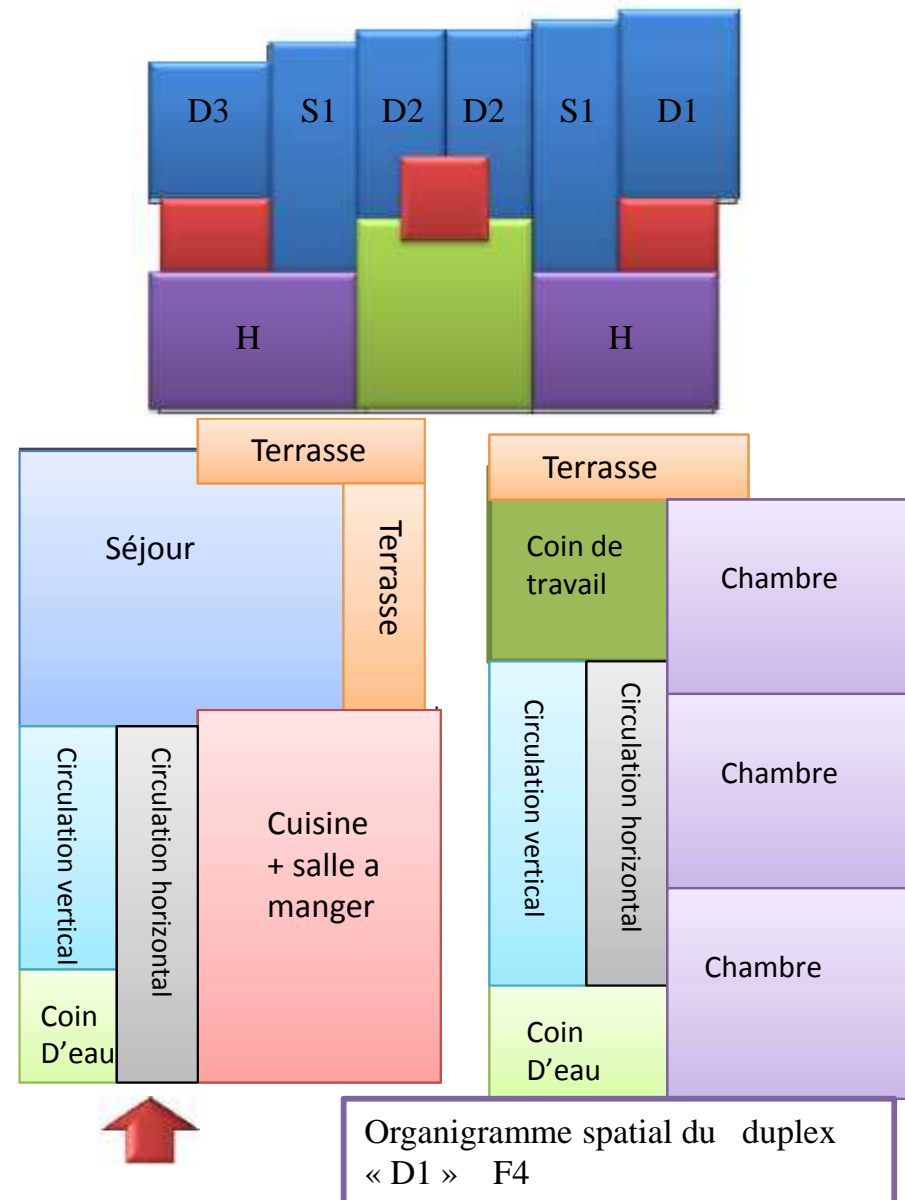 D3 S1 D2 D2 S1 D1
H H
Terrasse
Séjour
Terrasse
Circulation vertical
Circulation horizontal
Cuisine
+ salle a
manger
Coin
D’eau
Terrasse
Coin de
travail
Chambre
Circulation vertical
Circulation horizontal
Chambre
Chambre
Coin
D’eau
Organigramme spatial du duplex
« D1 » F4